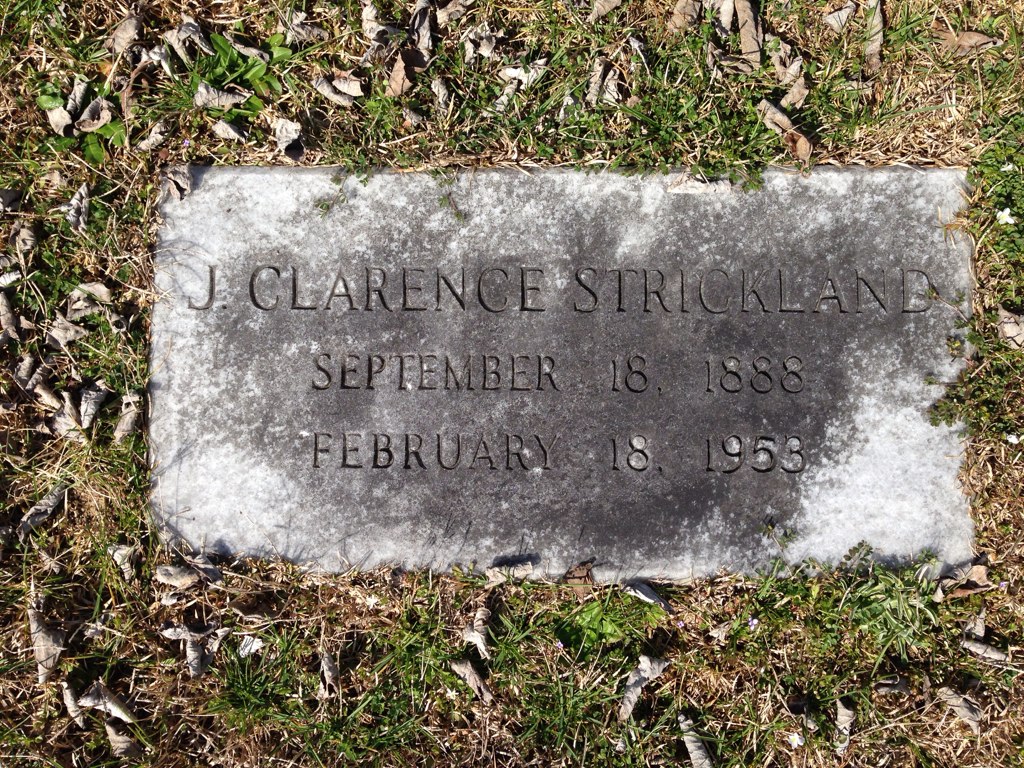 J. CLARENCE STRICKLAND
SEPTEMBER 18, 1888
FEBRUARY 18, 1953